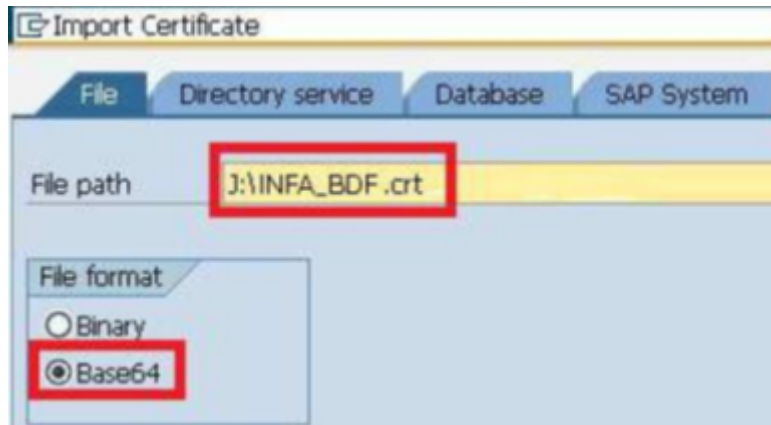 Import Certificate
File Directory service Database SAP System
File path J:\INFA_BDF.crt
File format
Binary
Base64